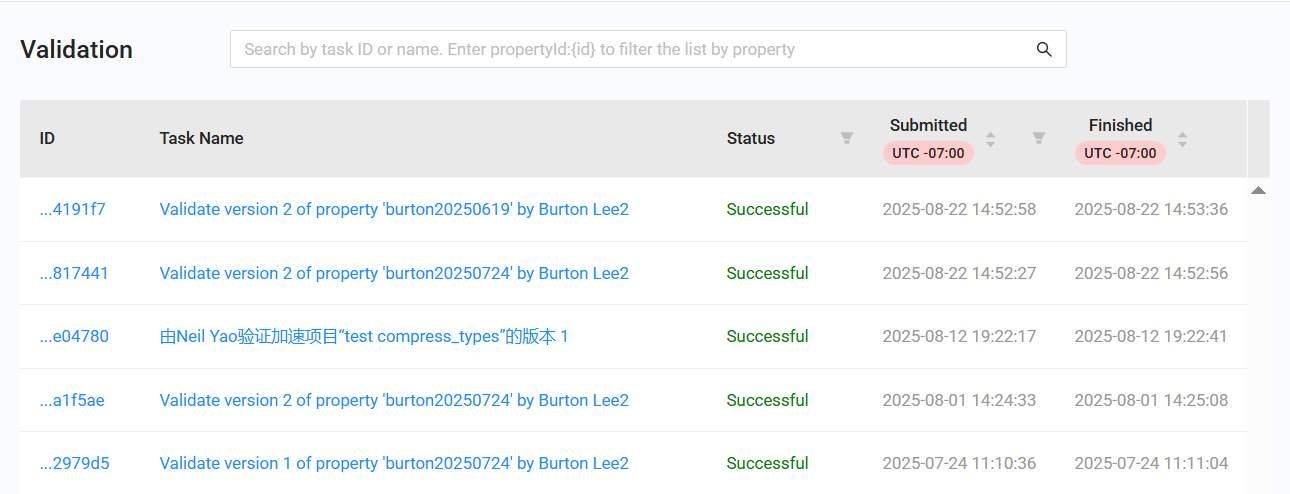 Validation
Search by task ID or name. Enter propertyId:{id} to filter the list by property
ID Task Name Status Submitted UTC -07:00 Finished UTC -07:00
...4191f7 Validate version 2 of property 'burton20250619' by Burton Lee2 Successful 2025-08-22 14:52:58 2025-08-22 14:53:36
...817441 Validate version 2 of property 'burton20250724' by Burton Lee2 Successful 2025-08-22 14:52:27 2025-08-22 14:52:56
...e04780 由Neil Yao验证加速项目“test compress_types”的版本 1 Successful 2025-08-12 19:22:17 2025-08-12 19:22:41
...a1f5ae Validate version 2 of property 'burton20250724' by Burton Lee2 Successful 2025-08-01 14:24:33 2025-08-01 14:25:08
...2979d5 Validate version 1 of property 'burton20250724' by Burton Lee2 Successful 2025-07-24 11:10:36 2025-07-24 11:11:04